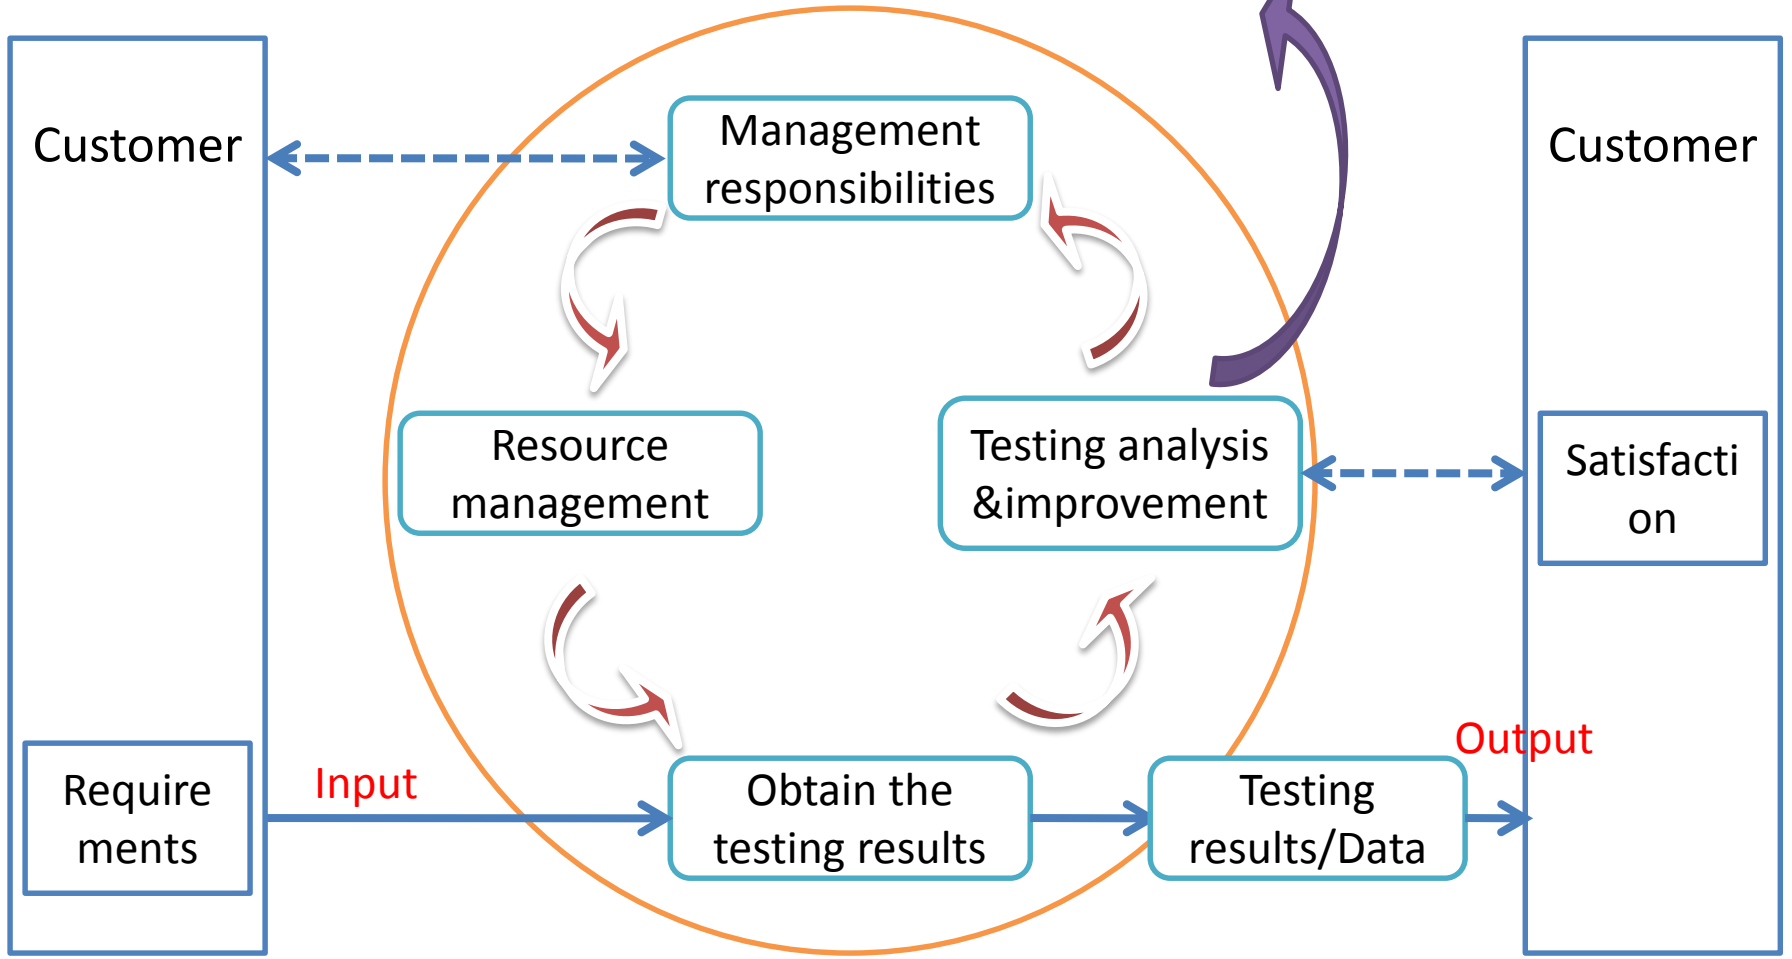 Customer
Management
responsibilities
Customer
Resource
management
Testing analysis
&improvement
Satisfacti
on
Require
ments
Input
Obtain the
testing results
Testing
results/Data
Output